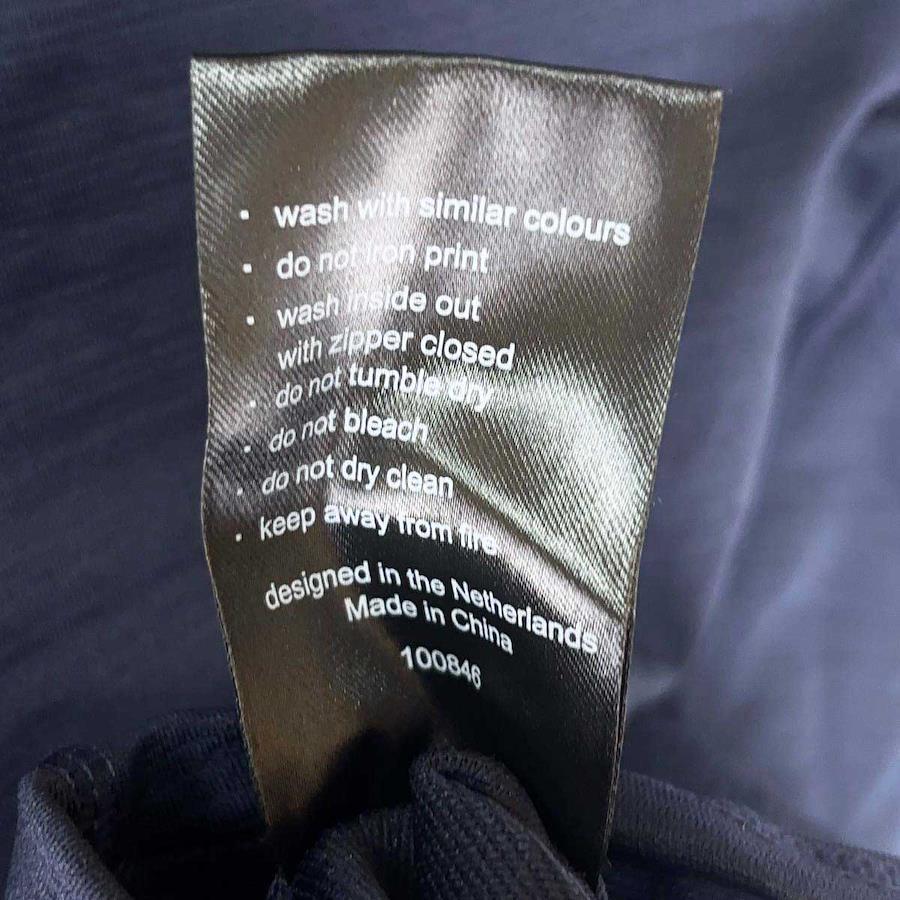 · wash with similar colours
· do not iron print
· wash inside out
with zipper closed
· do not tumble dry
· do not bleach
· do not dry clean
· keep away from fire
designed in the Netherlands
Made in China
100846